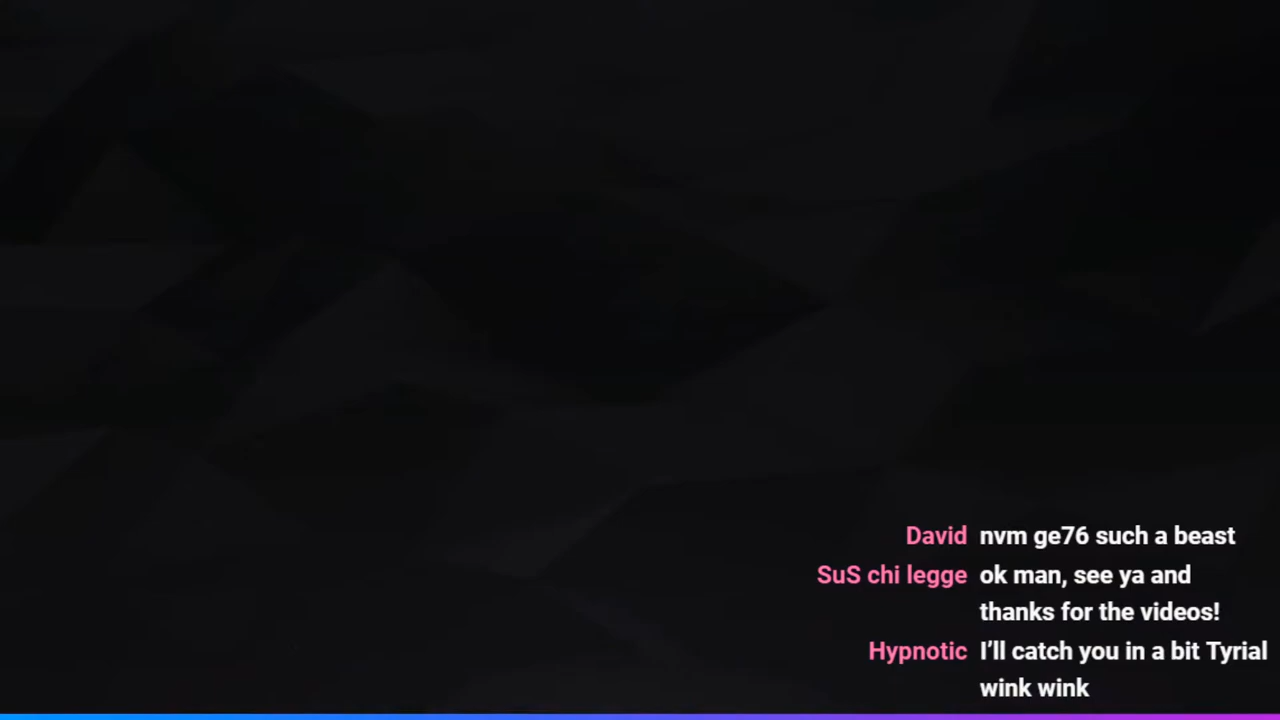 David nvm ge76 such a beast
SuS chi legge ok man, see ya and
thanks for the videos!
Hypnotic I’ll catch you in a bit Tyrial
wink wink